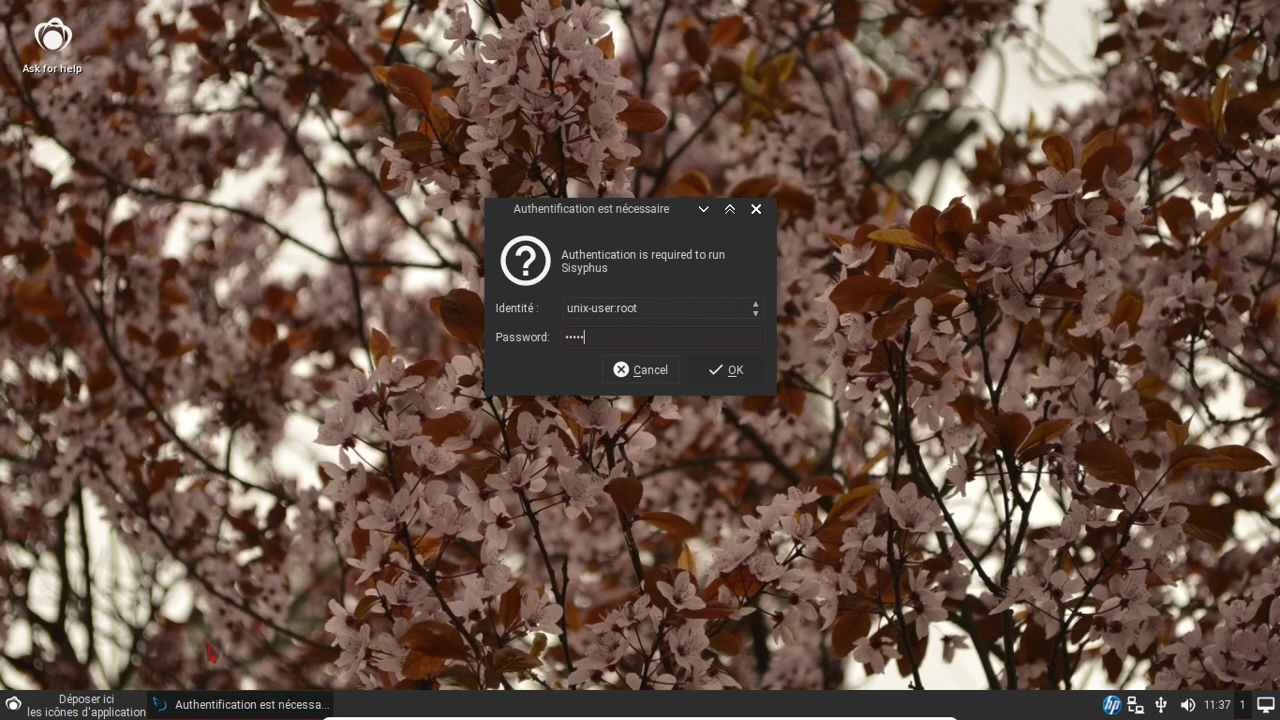 Ask for help
Authentification est nécessaire
Authentication is required to run
Sisyphus
Identité :
unix-user:root
Password:
•••••
Cancel
OK
Déposer ici
les icônes d'application
Authentification est nécessa...
hp
11:37
1